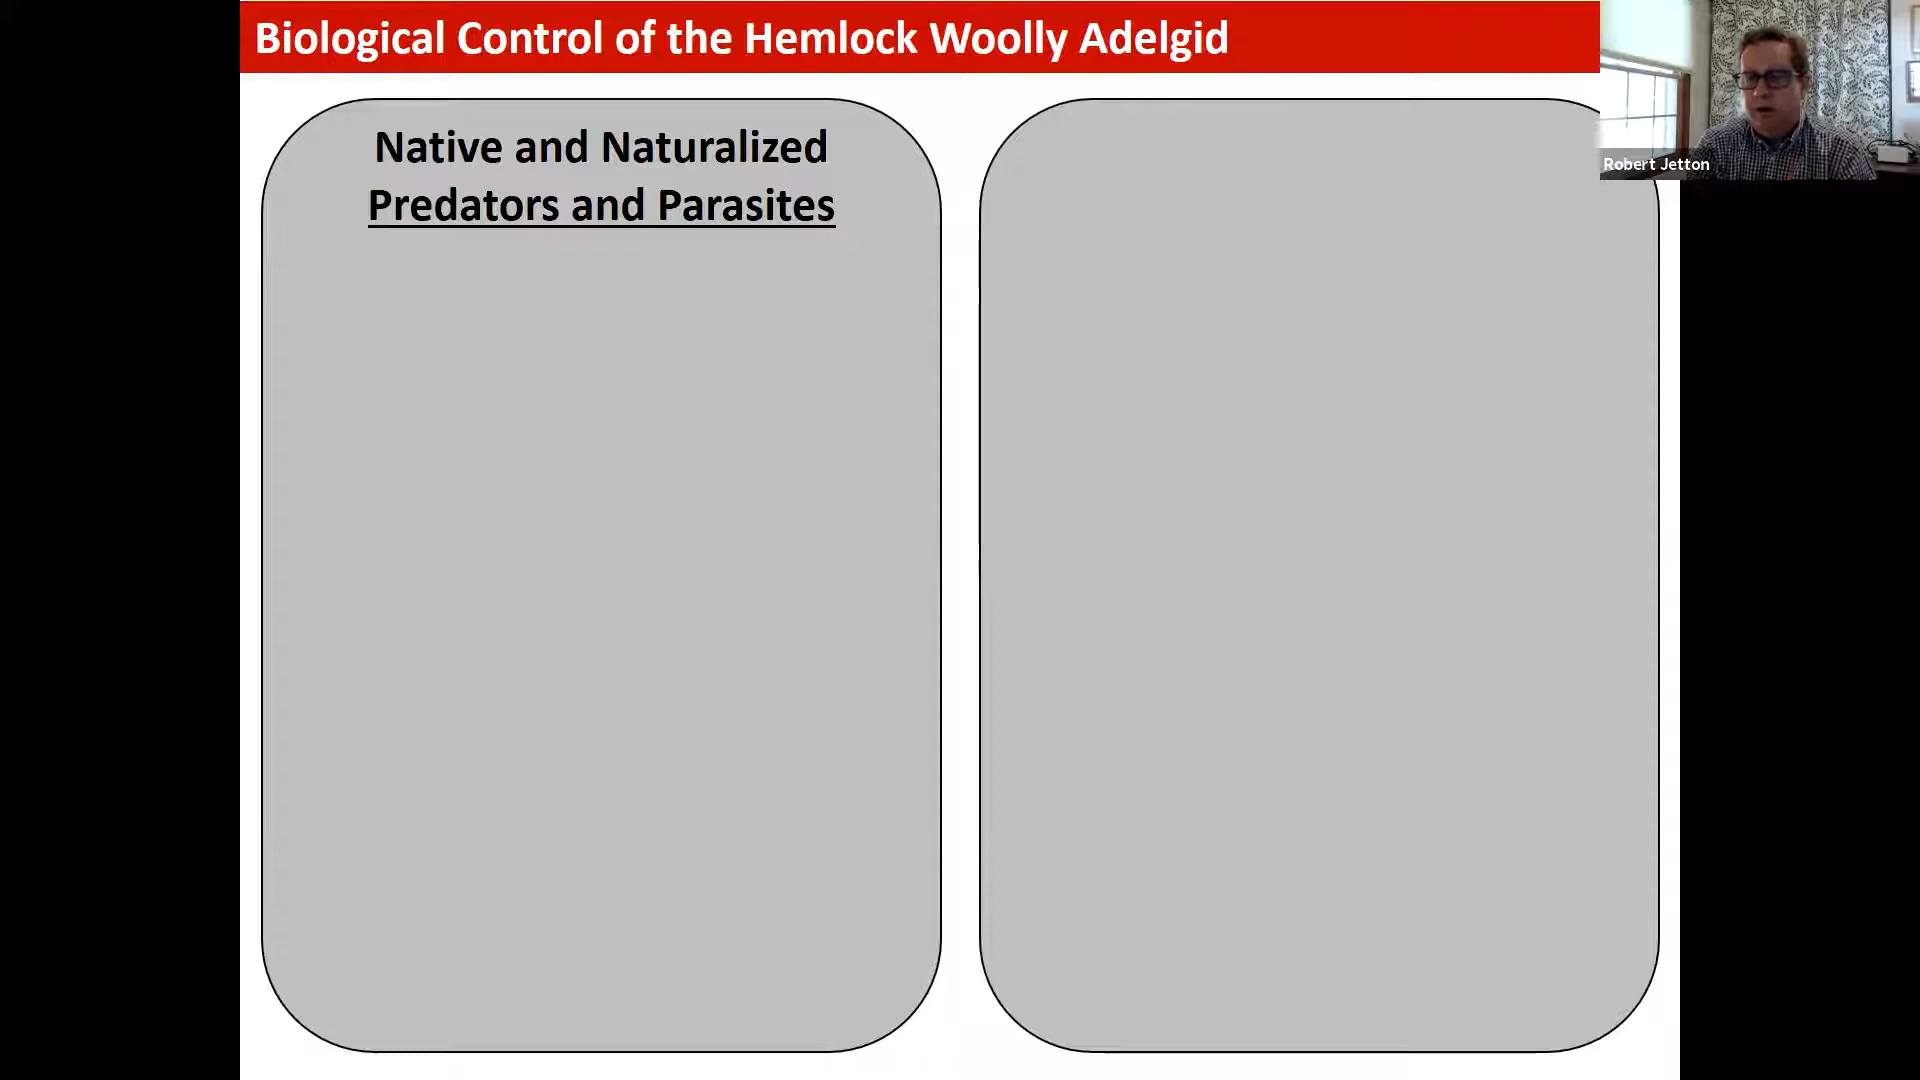 Biological Control of the Hemlock Woolly Adelgid
Native and Naturalized
Predators and Parasites
Robert Jetton